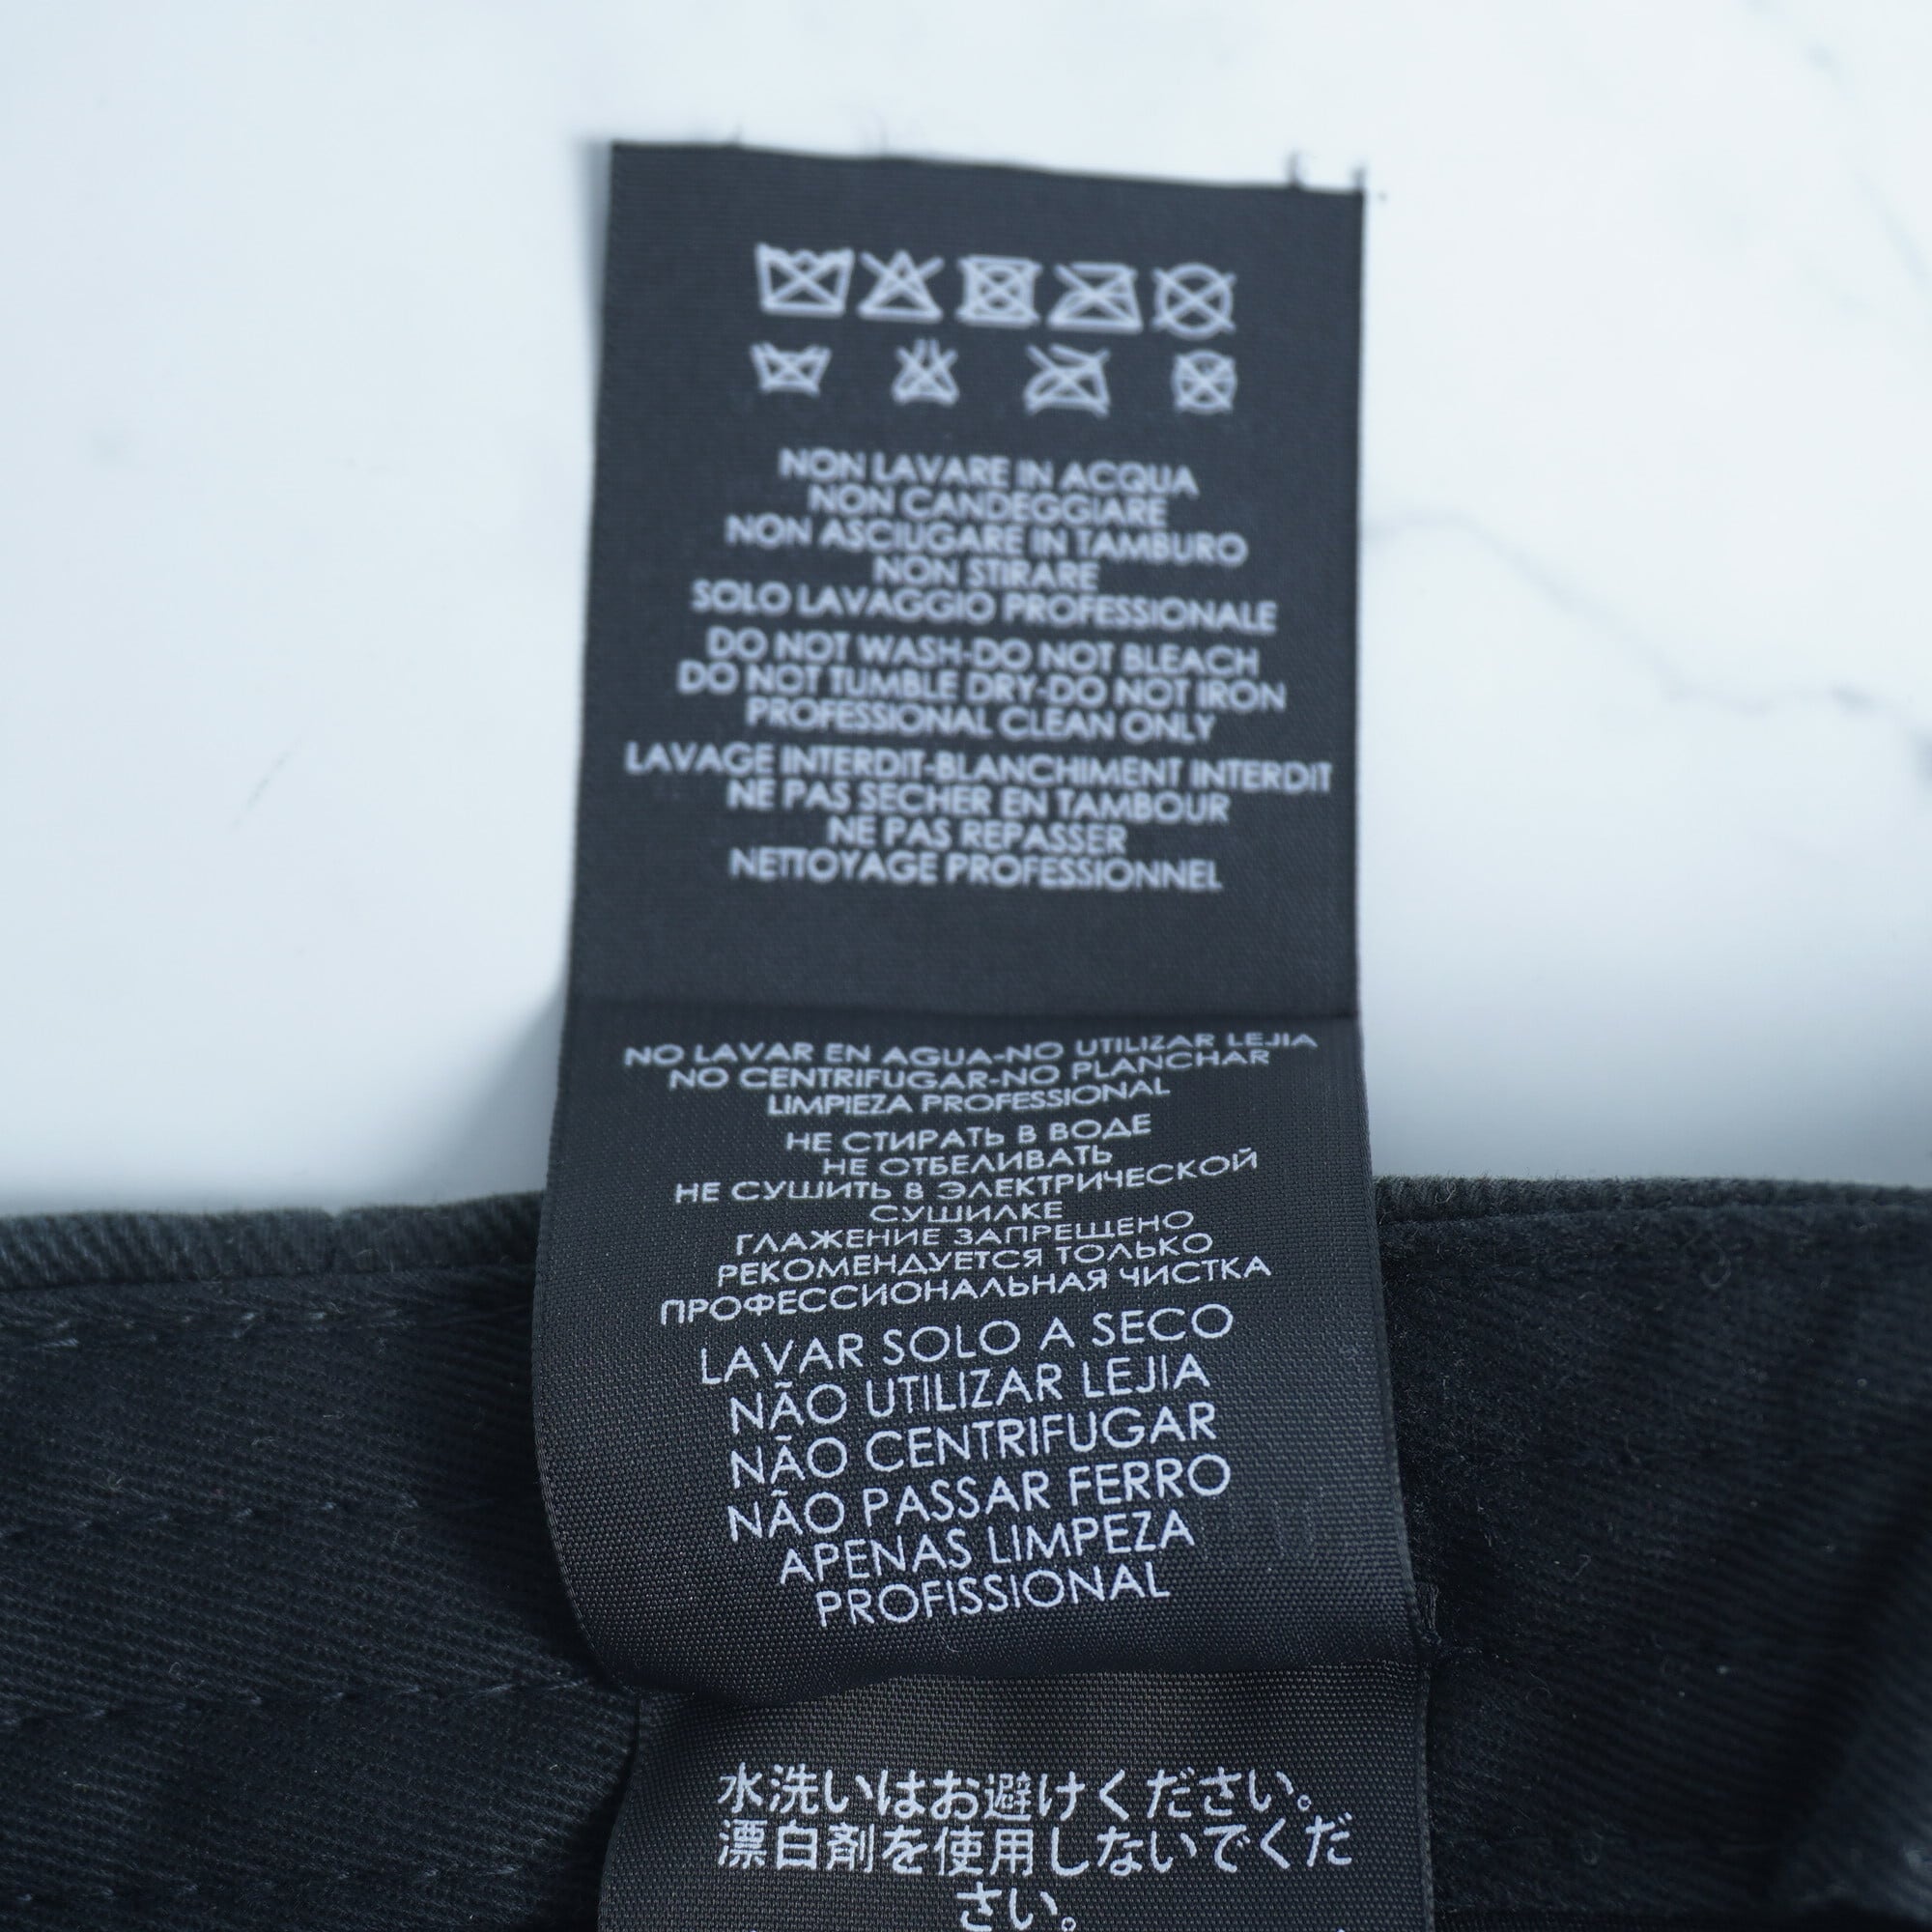 NON LAVARE IN ACQUA
NON CANDEGGIARE
NON ASCIUGARE IN TAMBURO
NON STIRARE
SOLO LAVAGGIO PROFESSIONALE
DO NOT WASH-DO NOT BLEACH
DO NOT TUMBLE DRY-DO NOT IRON
PROFESSIONAL CLEAN ONLY
LAVAGE INTERDIT-BLANCHIMENT INTERDIT
NE PAS SECHER EN TAMBOUR
NE PAS REPASSER
NETTOYAGE PROFESSIONNEL
NO LAVAR EN AGUA-NO UTILIZAR LEJIA
NO CENTRIFUGAR-NO PLANCHAR
LIMPIEZA PROFESSIONAL
НЕ СТИРАТЬ В ВОДЕ
НЕ ОТБЕЛИВАТЬ
НЕ СУШИТЬ В ЭЛЕКТРИЧЕСКОЙ
СУШИЛКЕ
ГЛАЖЕНИЕ ЗАПРЕЩЕНО
РЕКОМЕНДУЕТСЯ ТОЛЬКО
ПРОФЕССИОНАЛЬНАЯ ЧИСТКА
LAVAR SOLO A SECO
NÃO UTILIZAR LEJIA
NÃO CENTRIFUGAR
NÃO PASSAR FERRO
APENAS LIMPEZA
PROFISSIONAL
水洗いはお避けください。
漂白剤を使用しないでくだ
さい。